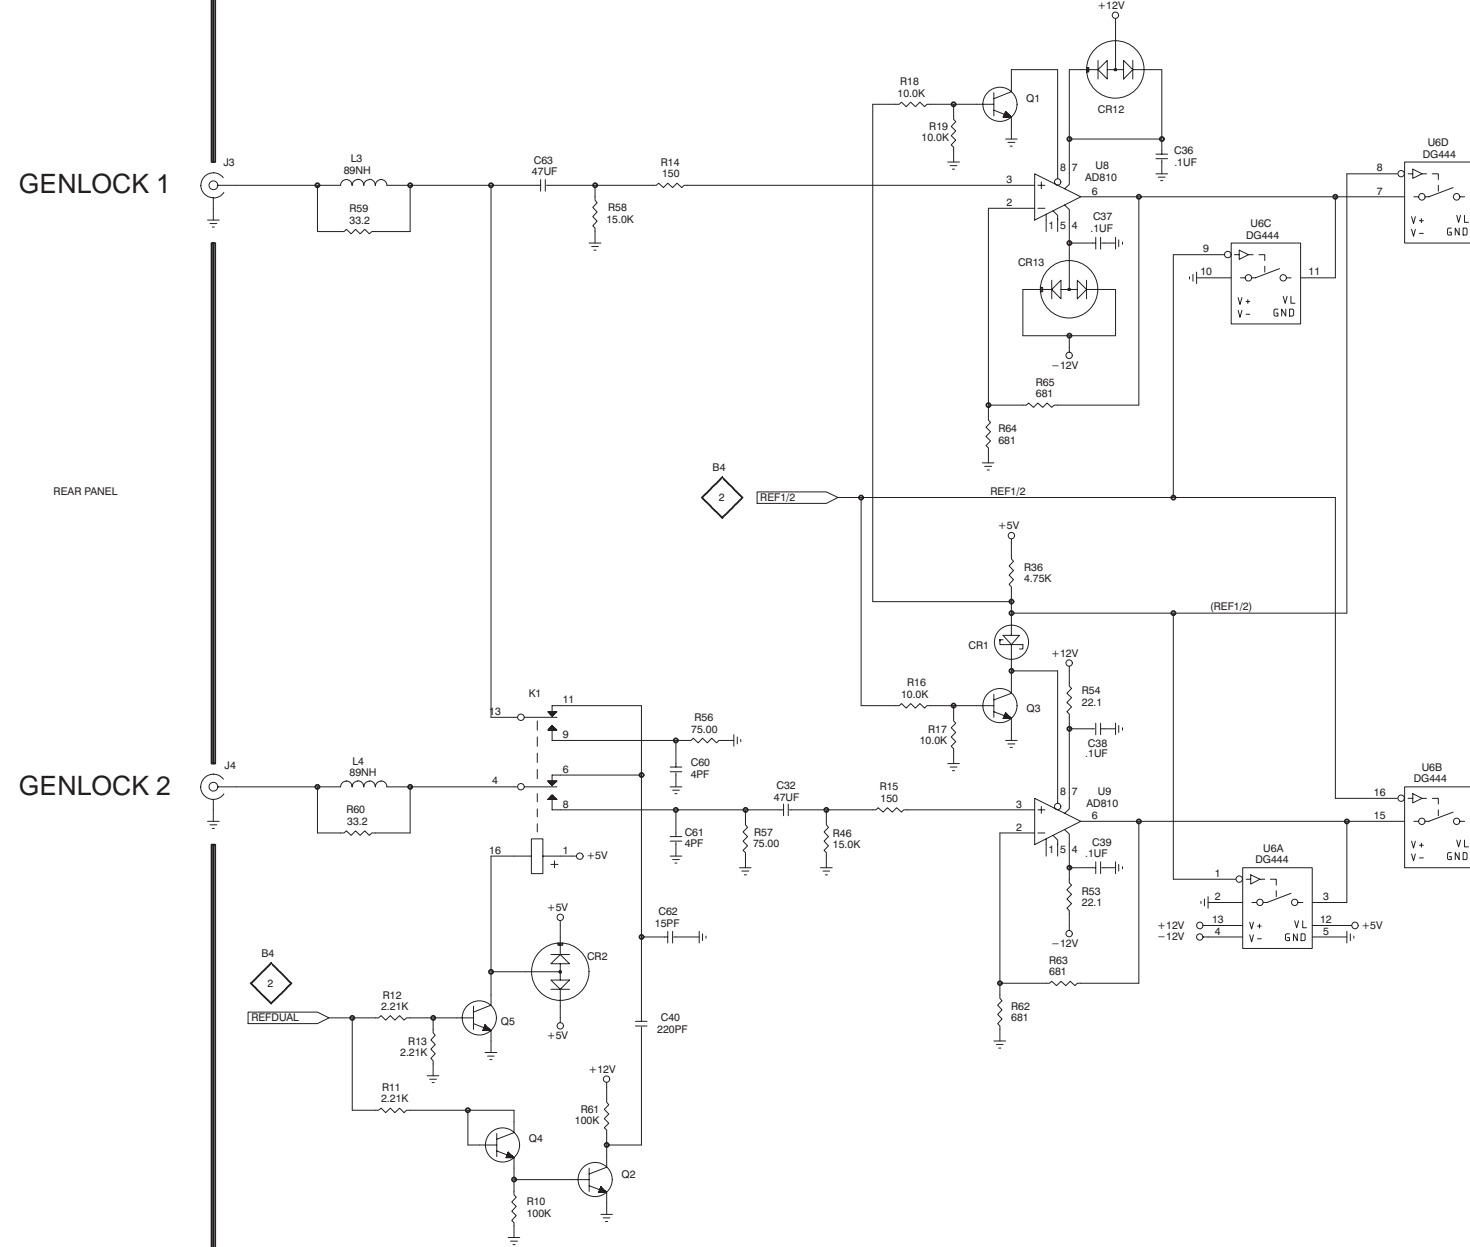 +12V
R18
10.0K
Q1
R19
10.0K
CR12
C36
.1UF
8 7
U8
AD810
3
+
2
−
6
1 5 4
C37
.1UF
CR13
−12V
R65
681
R64
681
GENLOCK 1
J3
L3
89NH
R59
33.2
C63
47UF
R58
15.0K
R14
150
U6D
DG444
8
7
V+ VL
V- GND
U6C
DG444
9
10
11
V+ VL
V- GND
REAR PANEL
B4
2
REF1/2
REF1/2
+5V
R36
4.75K
(REF1/2)
CR1
+12V
R16
10.0K
R17
10.0K
Q3
R54
22.1
C38
.1UF
K1
13
11
9
R56
75.00
C60
4PF
GENLOCK 2
J4
L4
89NH
R60
33.2
4
6
8
C61
4PF
R57
75.00
C32
47UF
R46
15.0K
R15
150
8 7
U9
AD810
3
+
2
−
6
1 5 4
C39
.1UF
R53
22.1
−12V
R63
681
R62
681
U6B
DG444
16
15
V+ VL
V- GND
U6A
DG444
1
2
3
+12V
13
V+
VL
12
+5V
−12V
4
V-
GND
5
16
1
+5V
+
+5V
CR2
+5V
C62
15PF
C40
220PF
B4
2
REFDUAL
R12
2.21K
R13
2.21K
Q5
R11
2.21K
Q4
+12V
R61
100K
Q2
R10
100K